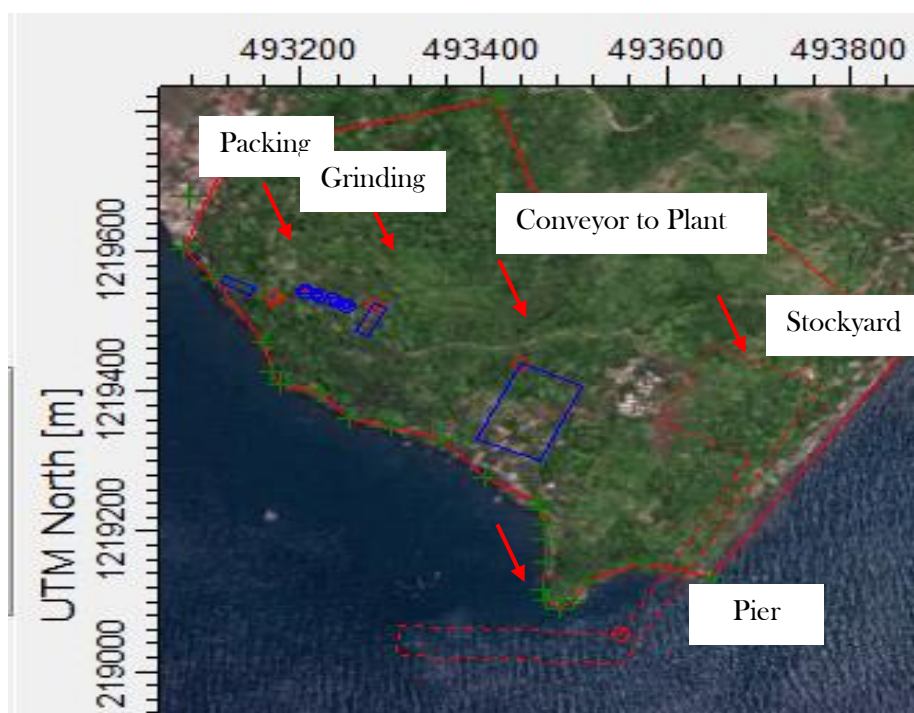 493200 493400 493600 493800
Packing
Grinding
Conveyor to Plant
Stockyard
Pier
UTM North [m]
1219600
1219400
1219200
1219000